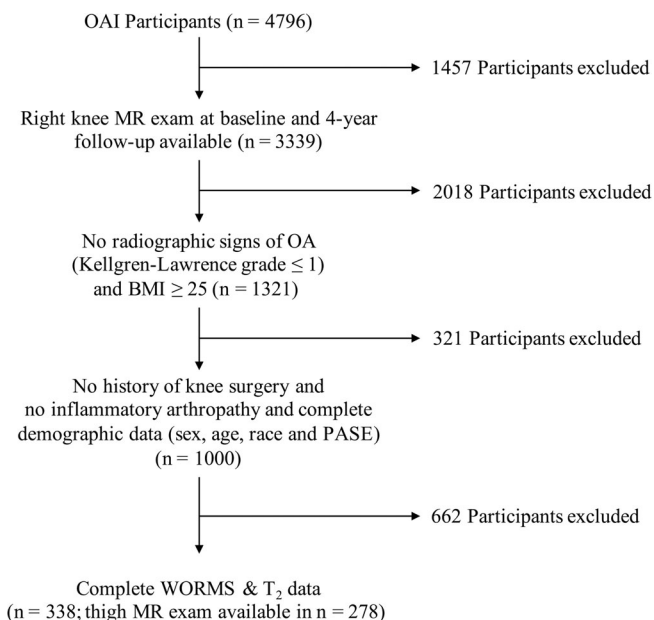 OAI Participants (n = 4796)
1457 Participants excluded
Right knee MR exam at baseline and 4-year
follow-up available (n = 3339)
2018 Participants excluded
No radiographic signs of OA
(Kellgren-Lawrence grade ≤ 1)
and BMI ≥ 25 (n = 1321)
321 Participants excluded
No history of knee surgery and
no inflammatory arthropathy and complete
demographic data (sex, age, race and PASE)
(n = 1000)
662 Participants excluded
Complete WORMS & T₂ data
(n = 338; thigh MR exam available in n = 278)